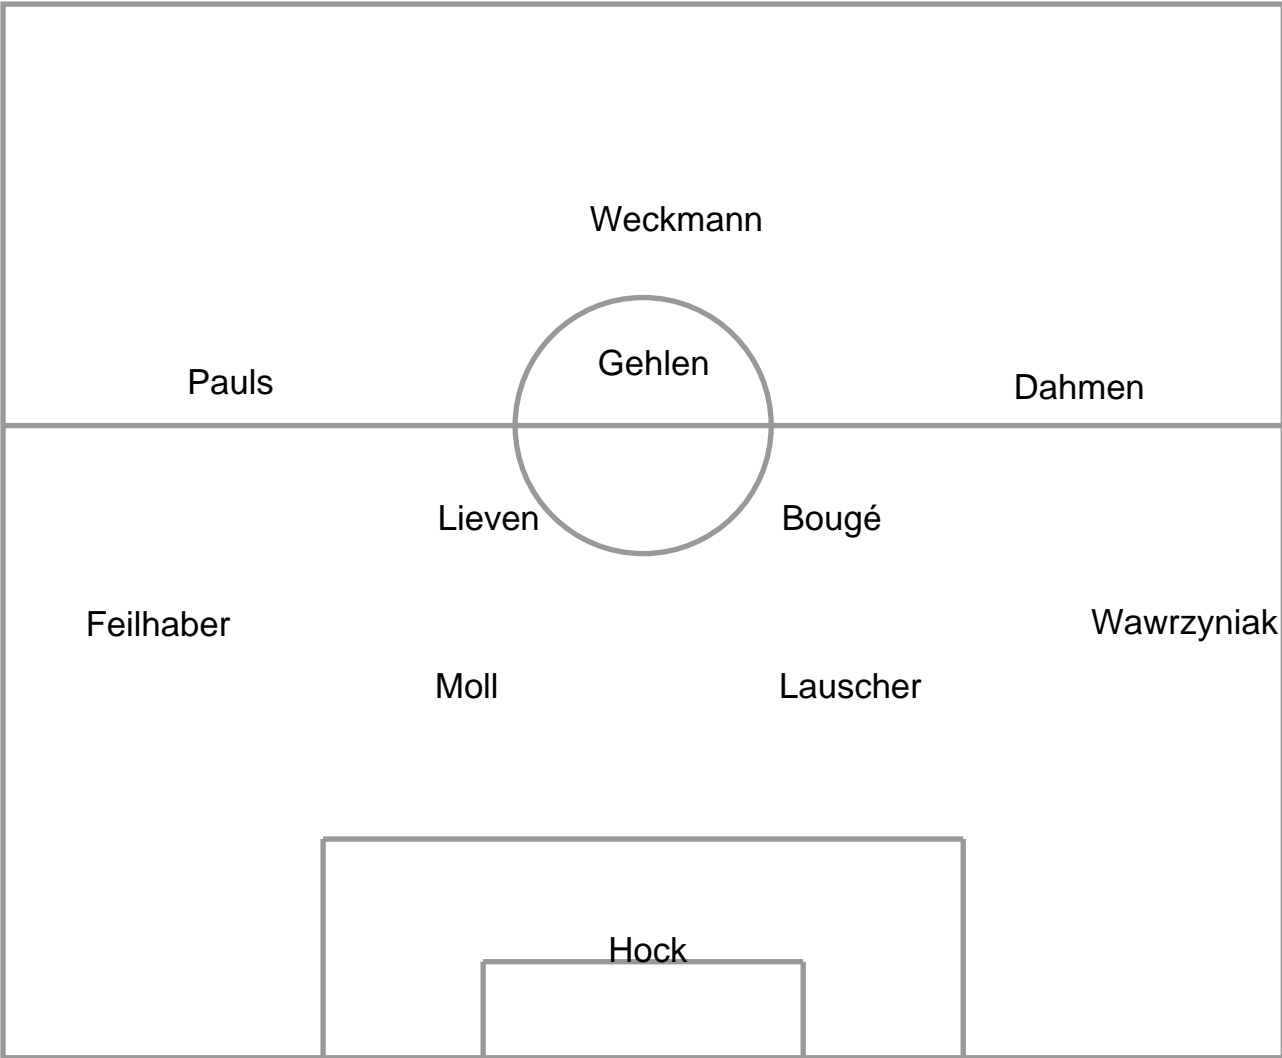 Weckmann
Gehlen
Pauls
Dahmen
Lieven
Bougé
Feilhaber
Wawrzyniak
Moll
Lauscher
Hock